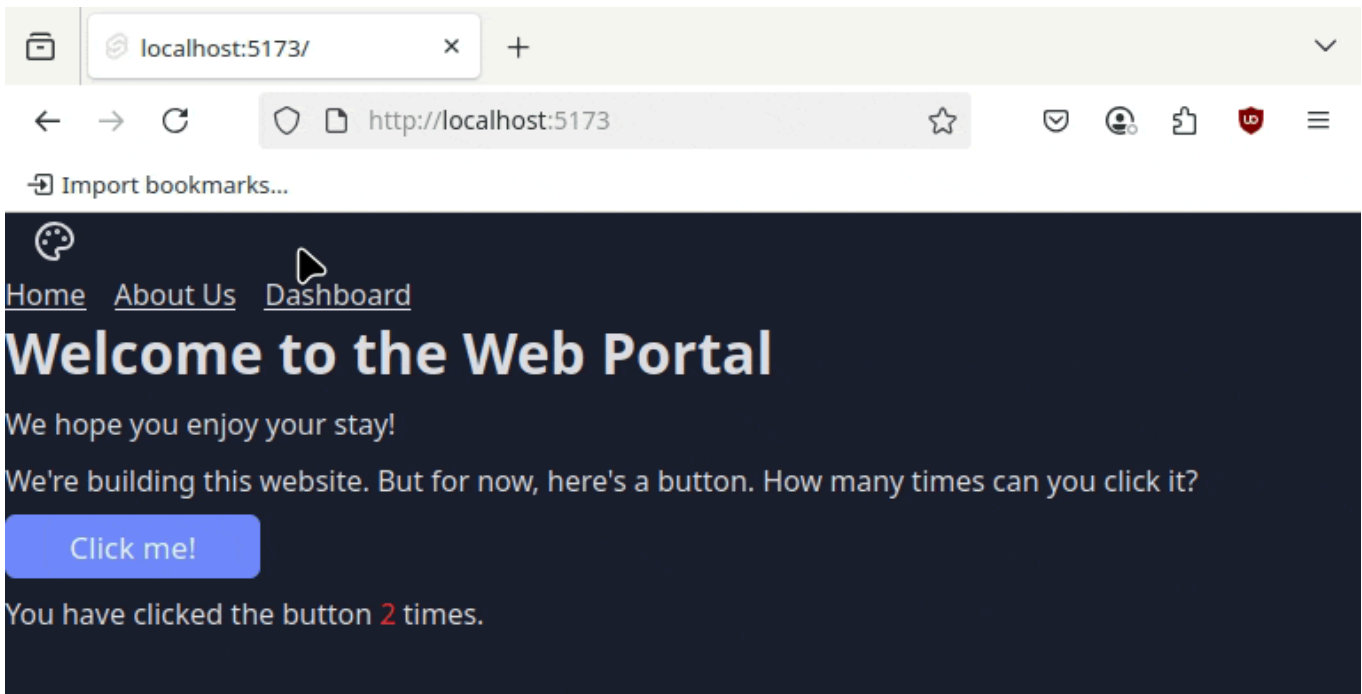 localhost:5173/
http://localhost:5173
Import bookmarks...
Home About Us Dashboard
Welcome to the Web Portal
We hope you enjoy your stay!
We're building this website. But for now, here's a button. How many times can you click it?
Click me!
You have clicked the button 2 times.